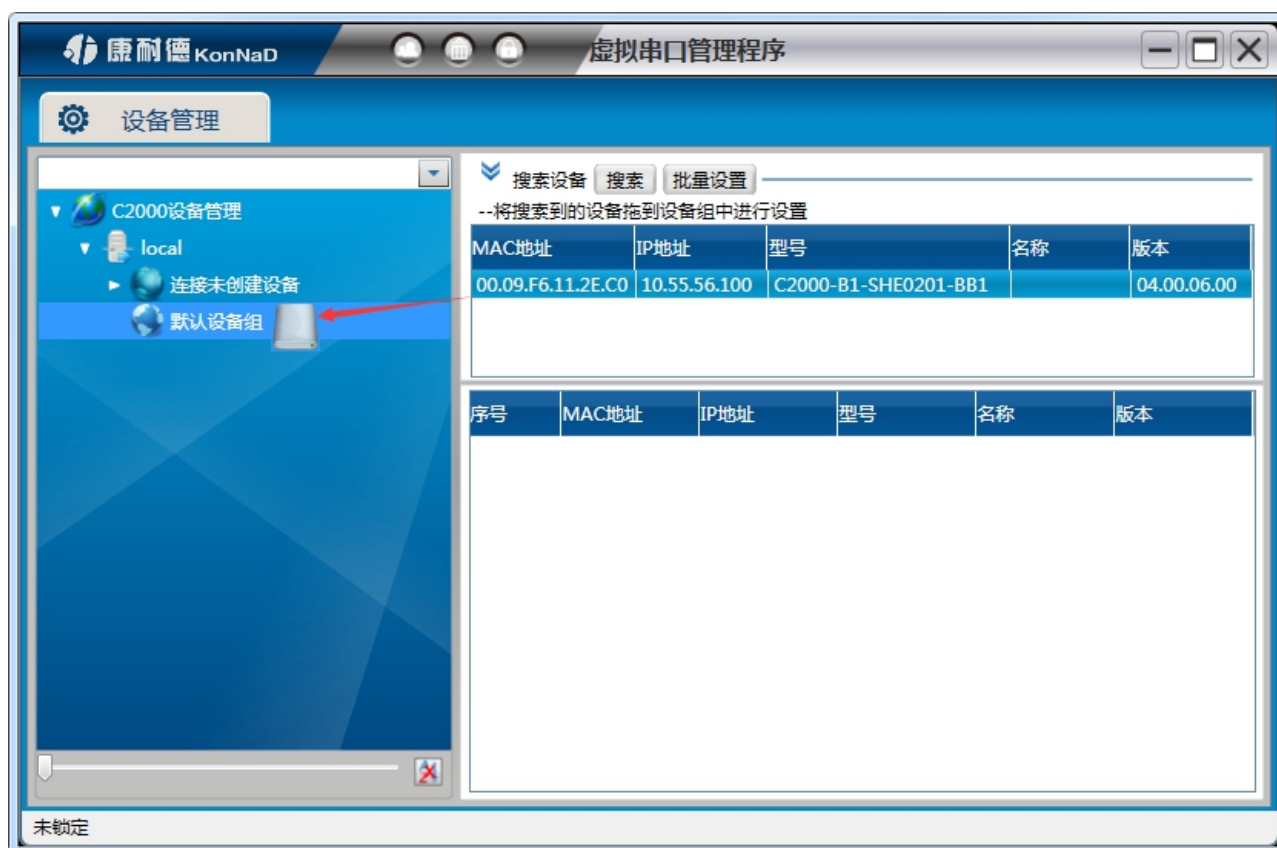 康耐德 KonNaD
虚拟串口管理程序
设备管理
C2000设备管理
local
连接未创建设备
默认设备组
搜索设备 搜索 批量设置
--将搜索到的设备拖到设备组中进行设置
MAC地址 IP地址 型号 名称 版本
00.09.F6.11.2E.C0 10.55.56.100 C2000-B1-SHE0201-BB1 04.00.06.00
序号 MAC地址 IP地址 型号 名称 版本
未锁定